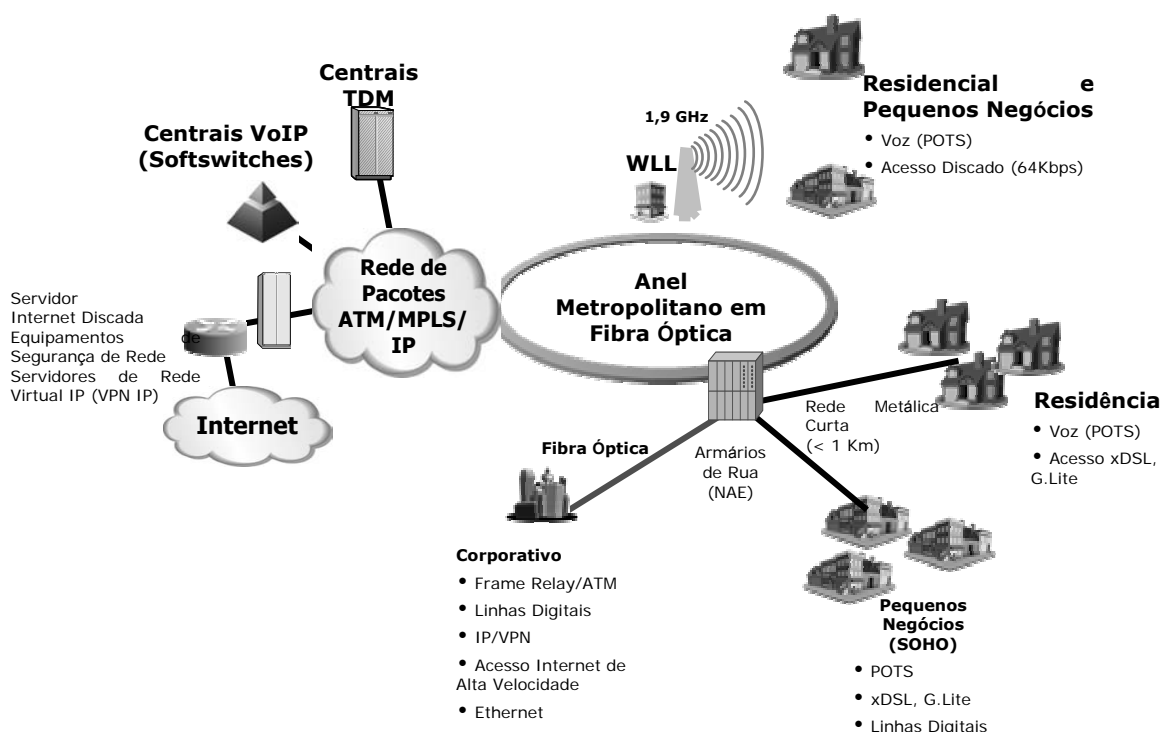 Centrais
TDM
Centrais VoIP
(Softswitches)
1,9 GHz
WLL
Residencial e
Pequenos Negócios
• Voz (POTS)
• Acesso Discado (64Kbps)
Rede de
Pacotes
ATM/MPLS/
IP
Anel
Metropolitano em
Fibra Óptica
Servidor
Internet Discada
Equipamentos de
Segurança de Rede
Servidores de Rede
Virtual IP (VPN IP)
Internet
Fibra Óptica
Armários
de Rua
(NAE)
Rede Metálica
Curta
(< 1 Km)
Residência
• Voz (POTS)
• Acesso xDSL,
G.Lite
Corporativo
• Frame Relay/ATM
• Linhas Digitais
• IP/VPN
• Acesso Internet de
Alta Velocidade
• Ethernet
Pequenos
Negócios
(SOHO)
• POTS
• xDSL, G.Lite
• Linhas Digitais